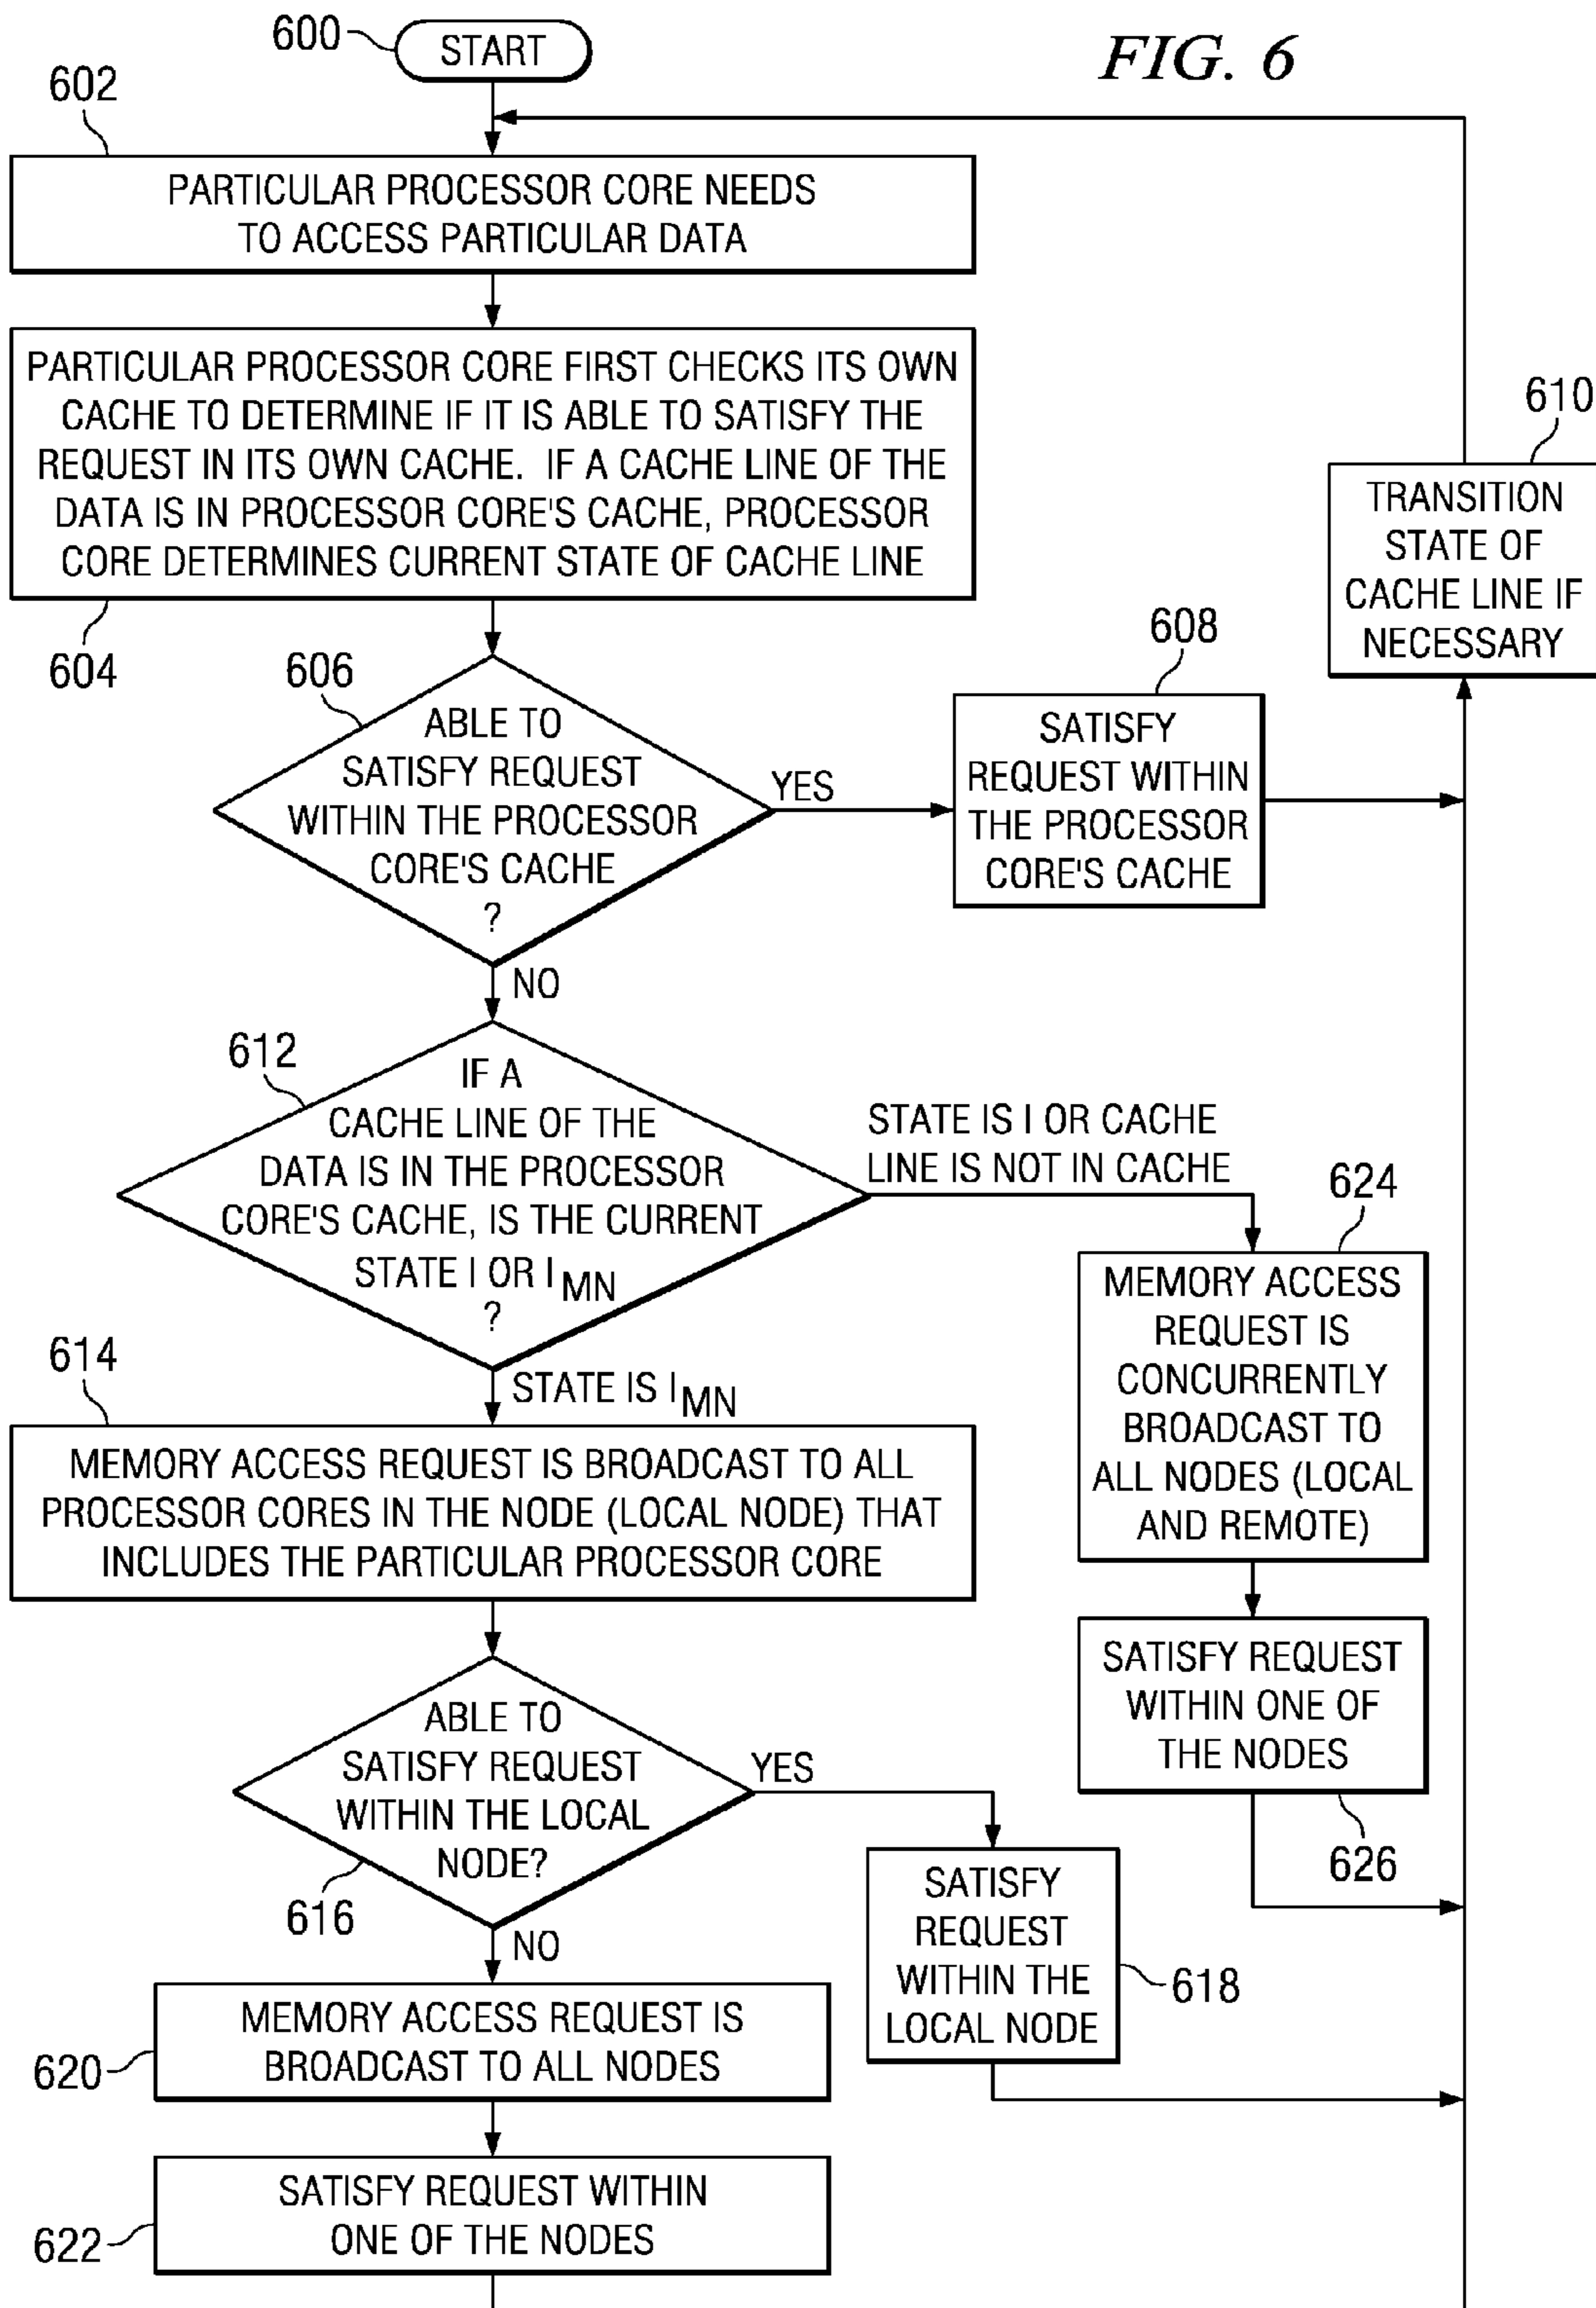 600
START
FIG. 6
602
PARTICULAR PROCESSOR CORE NEEDS
TO ACCESS PARTICULAR DATA
PARTICULAR PROCESSOR CORE FIRST CHECKS ITS OWN
CACHE TO DETERMINE IF IT IS ABLE TO SATISFY THE
REQUEST IN ITS OWN CACHE. IF A CACHE LINE OF THE
DATA IS IN PROCESSOR CORE'S CACHE, PROCESSOR
CORE DETERMINES CURRENT STATE OF CACHE LINE
604
610
TRANSITION
STATE OF
CACHE LINE IF
NECESSARY
606
ABLE TO
SATISFY REQUEST
WITHIN THE PROCESSOR
CORE'S CACHE
?
YES
608
SATISFY
REQUEST WITHIN
THE PROCESSOR
CORE'S CACHE
NO
612
IF A
CACHE LINE OF THE
DATA IS IN THE PROCESSOR
CORE'S CACHE, IS THE CURRENT
STATE I OR I MN
?
STATE IS I OR CACHE
LINE IS NOT IN CACHE
624
MEMORY ACCESS
REQUEST IS
CONCURRENTLY
BROADCAST TO
ALL NODES (LOCAL
AND REMOTE)
STATE IS I MN
614
MEMORY ACCESS REQUEST IS BROADCAST TO ALL
PROCESSOR CORES IN THE NODE (LOCAL NODE) THAT
INCLUDES THE PARTICULAR PROCESSOR CORE
SATISFY REQUEST
WITHIN ONE OF
THE NODES
626
ABLE TO
SATISFY REQUEST
WITHIN THE LOCAL
NODE?
616
YES
SATISFY
REQUEST
WITHIN THE
LOCAL NODE
618
NO
MEMORY ACCESS REQUEST IS
BROADCAST TO ALL NODES
620
SATISFY REQUEST WITHIN
ONE OF THE NODES
622